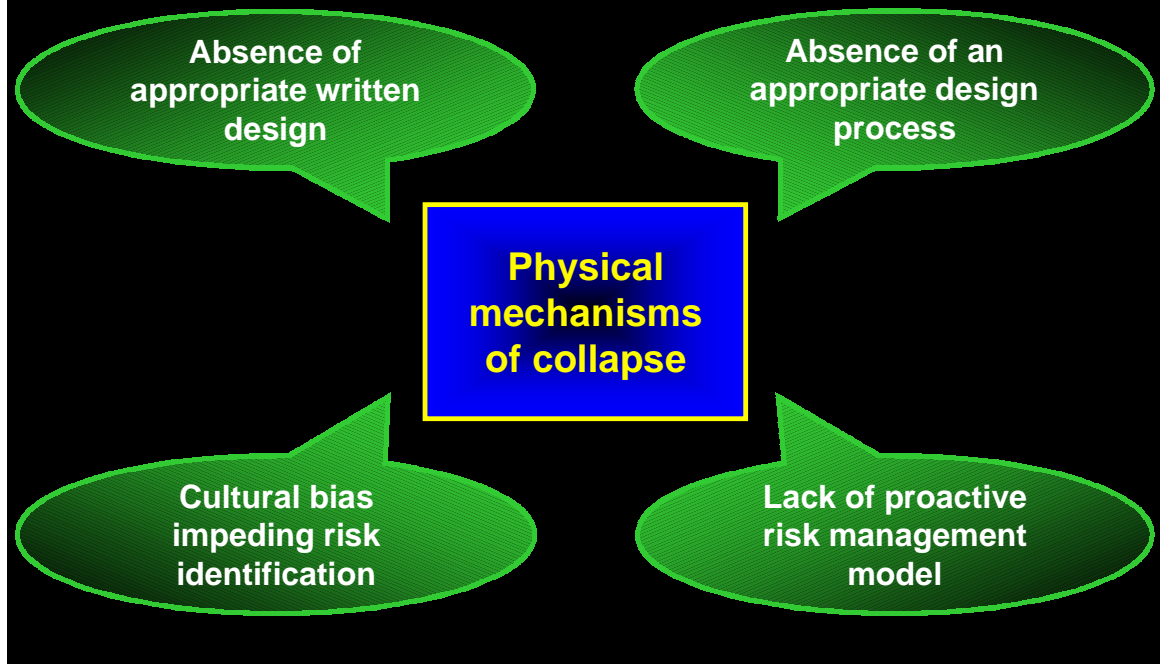 Absence of
appropriate written
design
Absence of an
appropriate design
process
Physical
mechanisms
of collapse
Cultural bias
impeding risk
identification
Lack of proactive
risk management
model